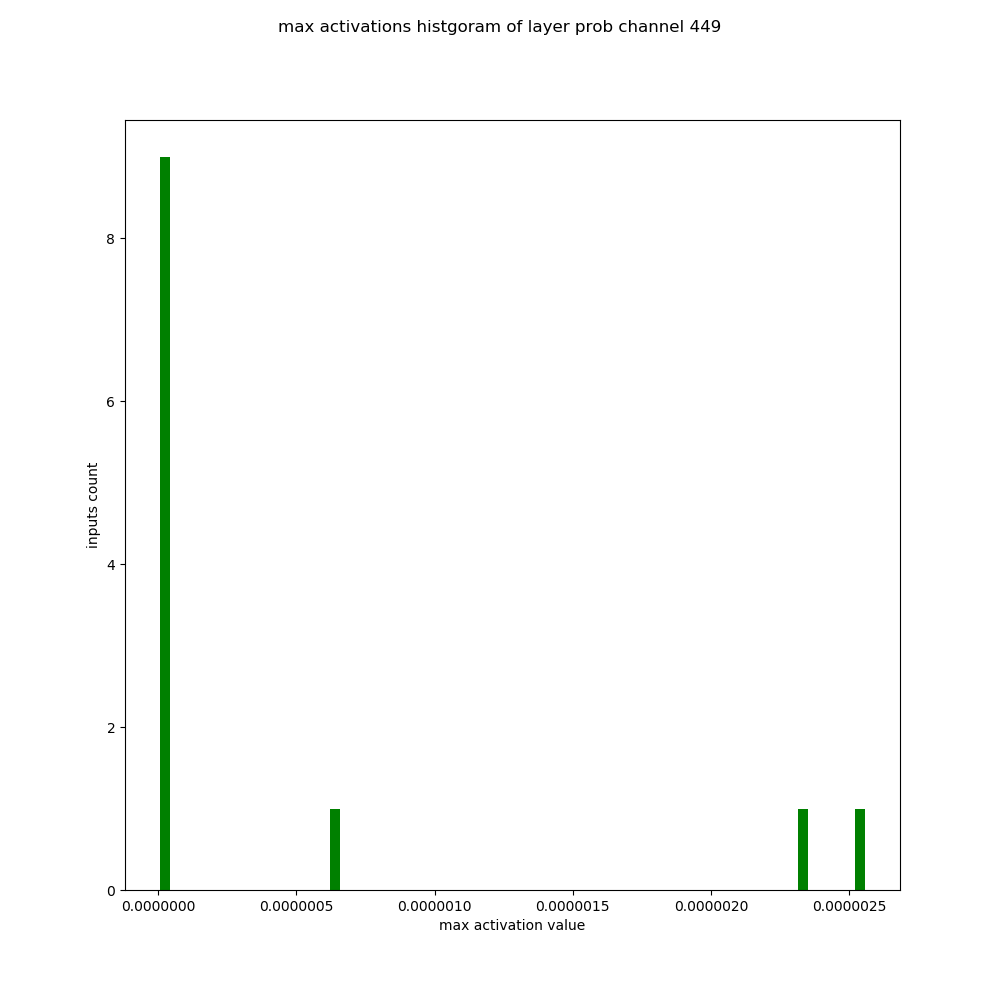 max activations histgoram of layer prob channel 449
8
6
4
2
0
inputs count
0.0000000 0.0000005 0.0000010 0.0000015 0.0000020 0.0000025
max activation value